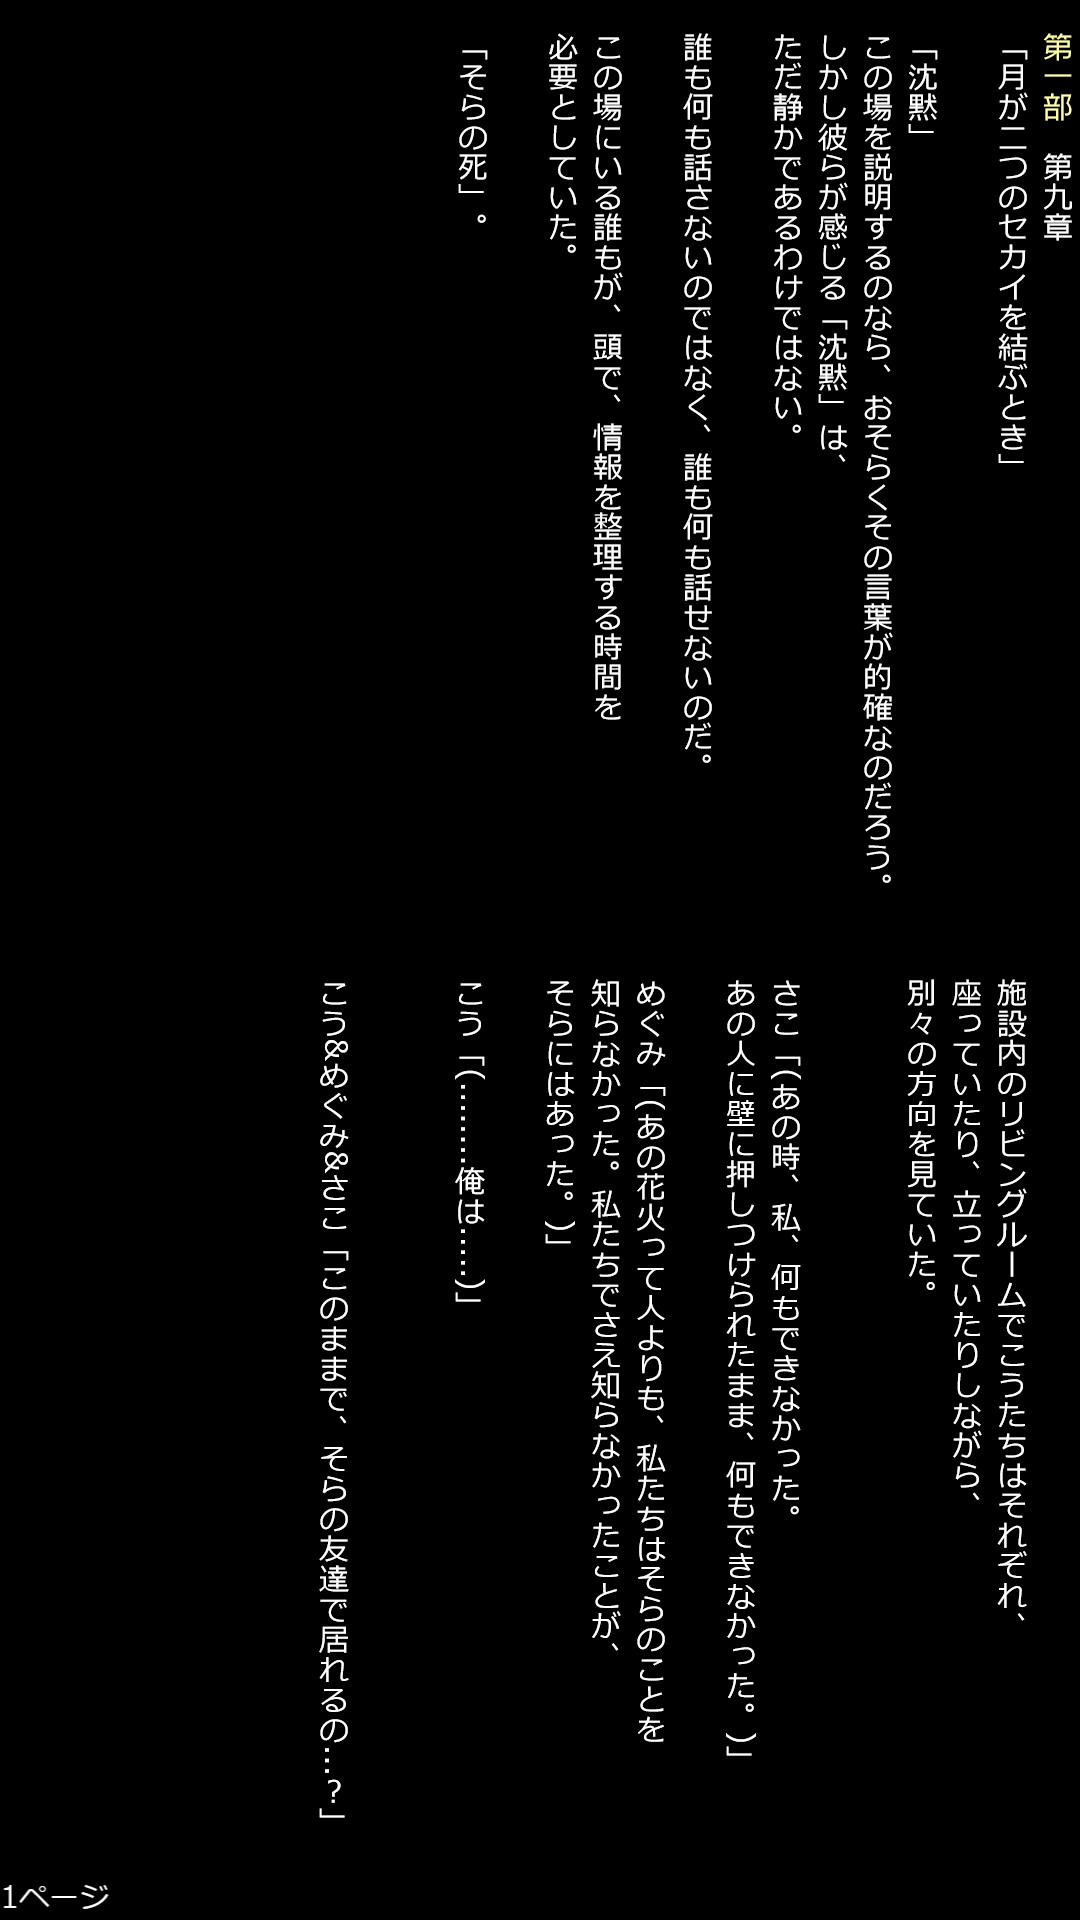 第一部　第九章
「月が二つのセカイを結ぶとき」
「沈黙」
この場を説明するのなら、おそらくその言葉が的確なのだろう。
しかし彼らが感じる「沈黙」は、
ただ静かであるわけではない。
誰も何も話さないのではなく、誰も何も話せないのだ。
この場にいる誰もが、頭で、情報を整理する時間を
必要としていた。
「そらの死」。
施設内のリビングルームでこうたちはそれぞれ、
座っていたり、立っていたりしながら、
別々の方向を見ていた。
さこ「(あの時、私、何もできなかった。
あの人に壁に押しつけられたまま、何もできなかった。)」
めぐみ「(あの花火って人よりも、私たちはそらのことを
知らなかった。私たちでさえ知らなかったことが、
そらにはあった。)」
こう「(………俺は……)」
こう&めぐみ&さこ「このままで、そらの友達で居れるの…?」
1ページ